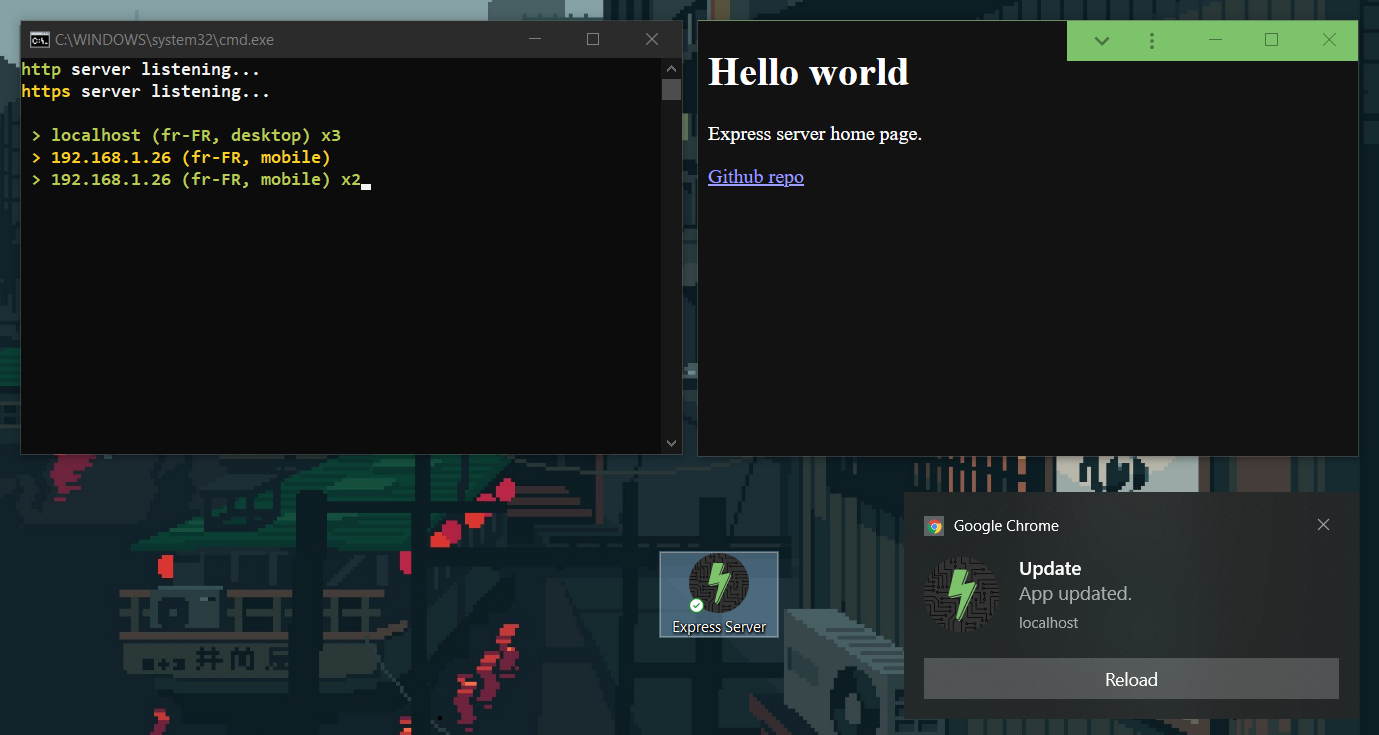 C:\WINDOWS\system32\cmd.exe
http server listening...
https server listening...
> localhost (fr-FR, desktop) x3
> 192.168.1.26 (fr-FR, mobile)
> 192.168.1.26 (fr-FR, mobile) x2
Hello world
Express server home page.
Github repo
Express Server
Google Chrome
Update
App updated.
localhost
Reload